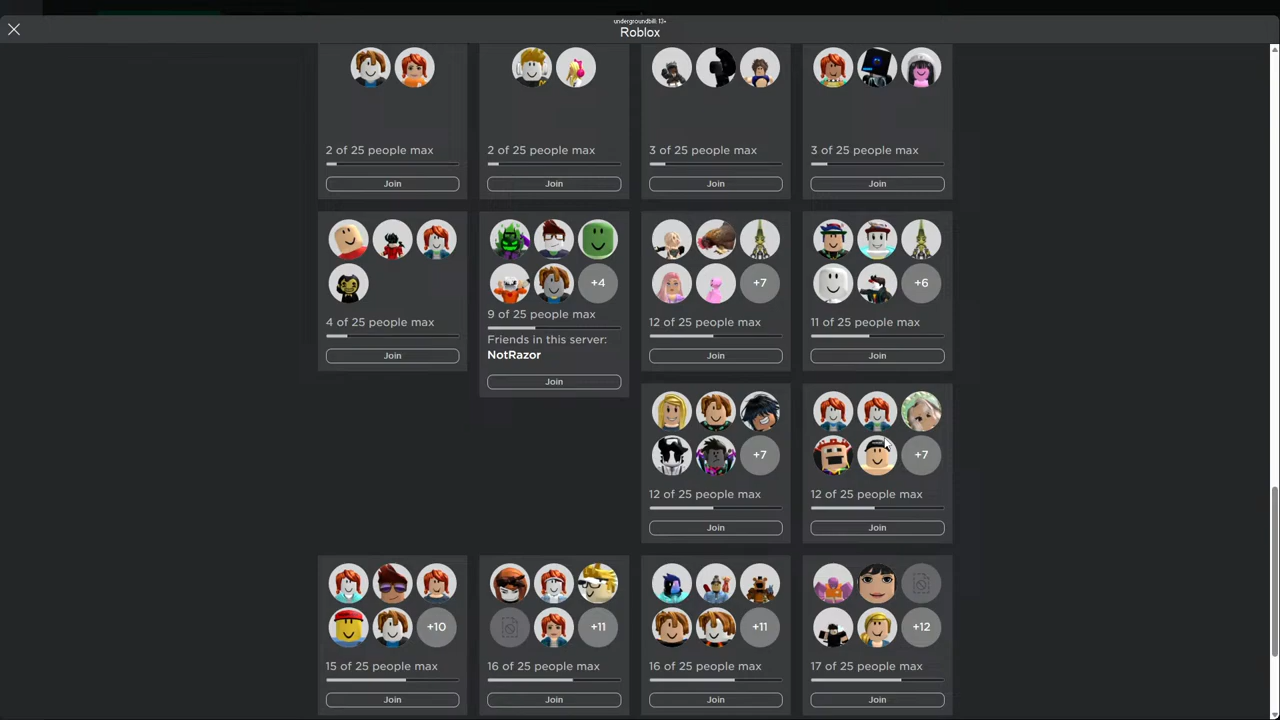 undergroundbill: 13+
Roblox
2 of 25 people max
2 of 25 people max
3 of 25 people max
3 of 25 people max
Join
Join
Join
Join
+4
+7
+6
4 of 25 people max
9 of 25 people max
12 of 25 people max
11 of 25 people max
Friends in this server:
NotRazor
Join
Join
Join
Join
+7
+7
12 of 25 people max
12 of 25 people max
Join
Join
+10
+11
+11
+12
15 of 25 people max
16 of 25 people max
16 of 25 people max
17 of 25 people max
Join
Join
Join
Join